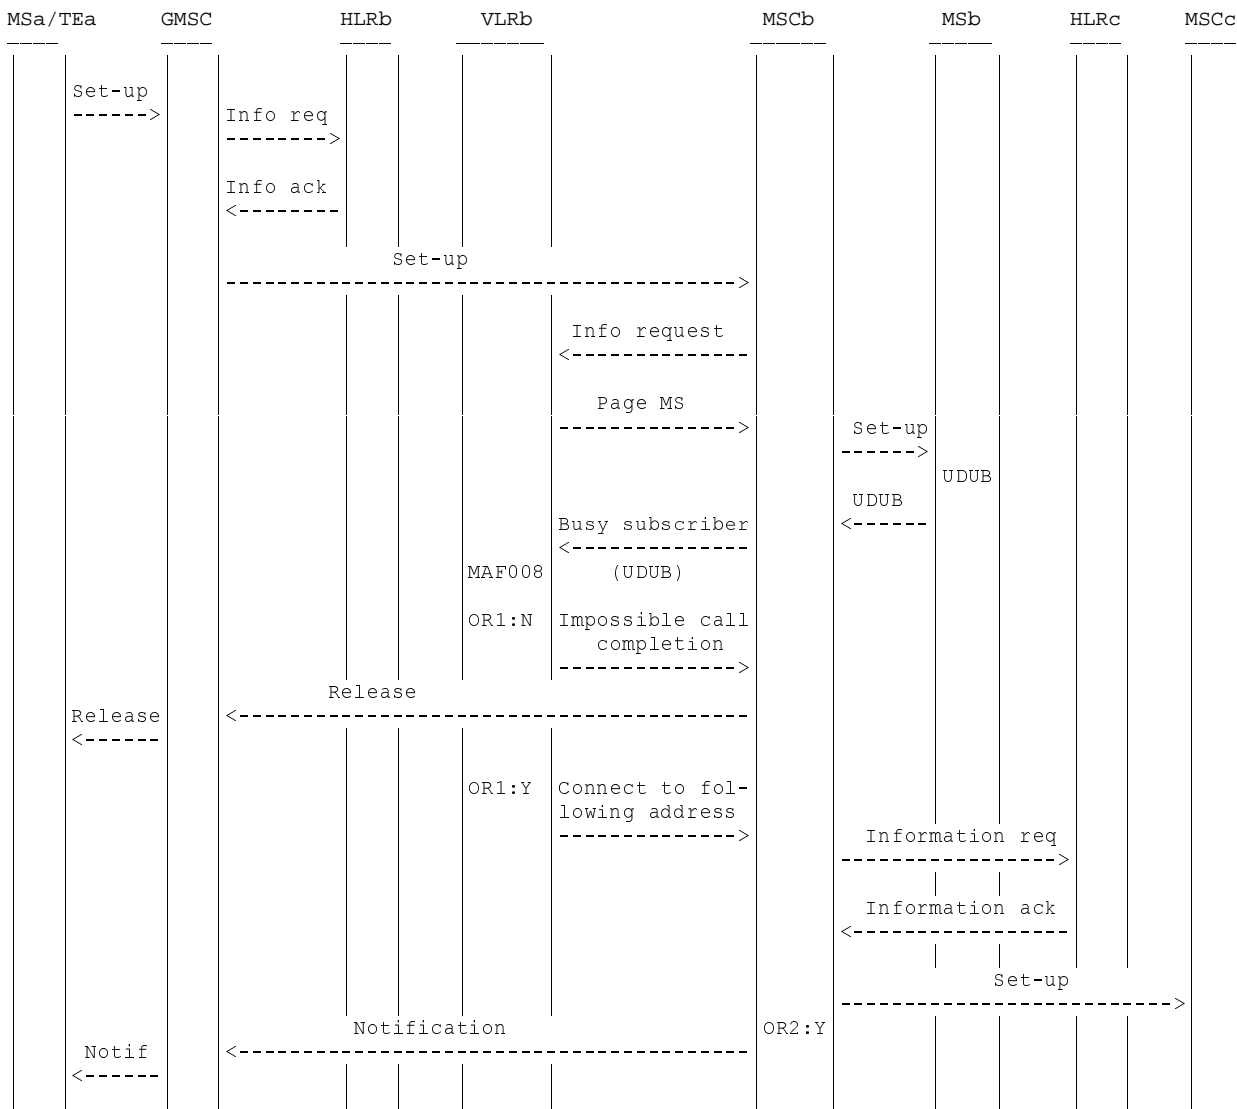 MSa/TEa GMSC HLRb VLRb MSCb MSb HLRc MSCc
Set-up
Info req
Info ack
Set-up
Info request
Page MS
Set-up
UDUB
UDUB
Busy subscriber
MAF008 (UDUB)
OR1:N Impossible call
completion
Release
Release
OR1:Y Connect to fol-
lowing address
Information req
Information ack
Set-up
Notification OR2:Y
Notif